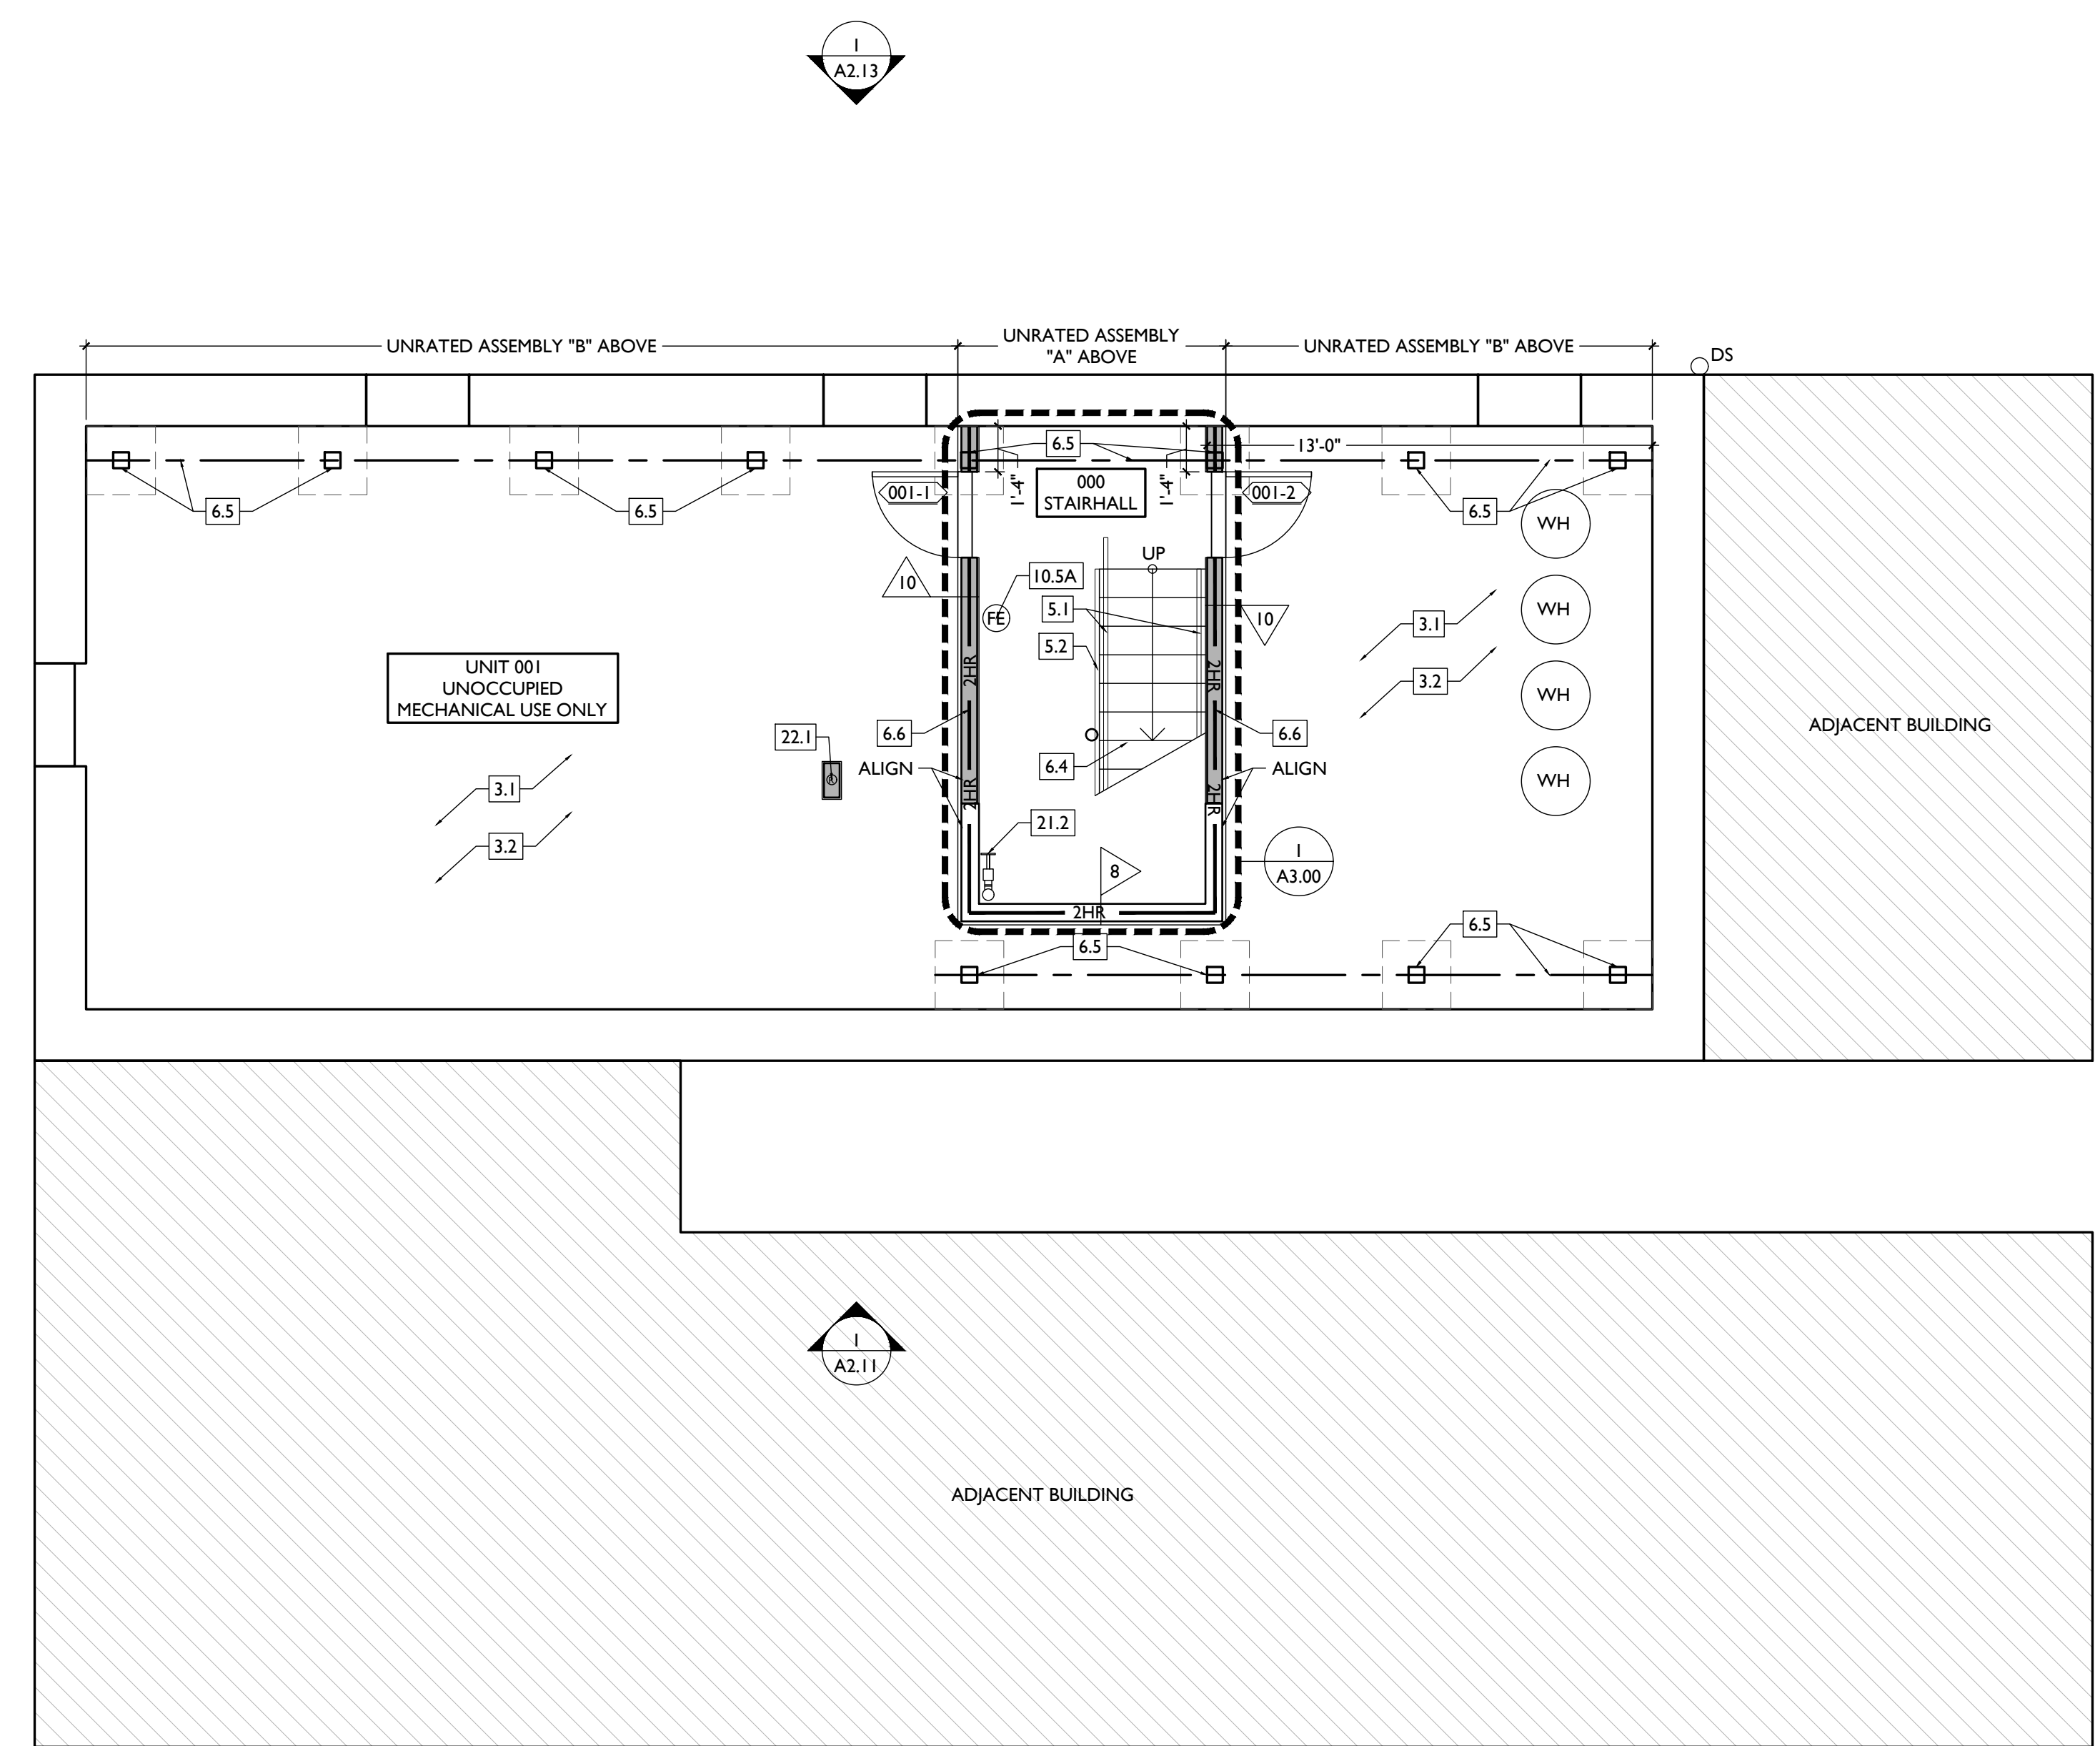 1
A2.13
UNRATED ASSEMBLY "B" ABOVE
UNRATED ASSEMBLY
"A" ABOVE
UNRATED ASSEMBLY "B" ABOVE
DS
6.5
13'-0"
1'-4"
1'-4"
001-1
000
STAIRHALL
001-2
6.5
6.5
6.5
WH
UP
10
10.5A
FE
5.1
10
3.1
WH
5.2
2HR
2HR
UNIT 001
UNOCCUPIED
MECHANICAL USE ONLY
3.2
WH
ADJACENT BUILDING
22.1
6.6
6.6
6.4
ALIGN
ALIGN
WH
3.1
2HR
2HR
21.2
3.2
1
A3.00
8
2HR
6.5
6.5
1
A2.11
ADJACENT BUILDING